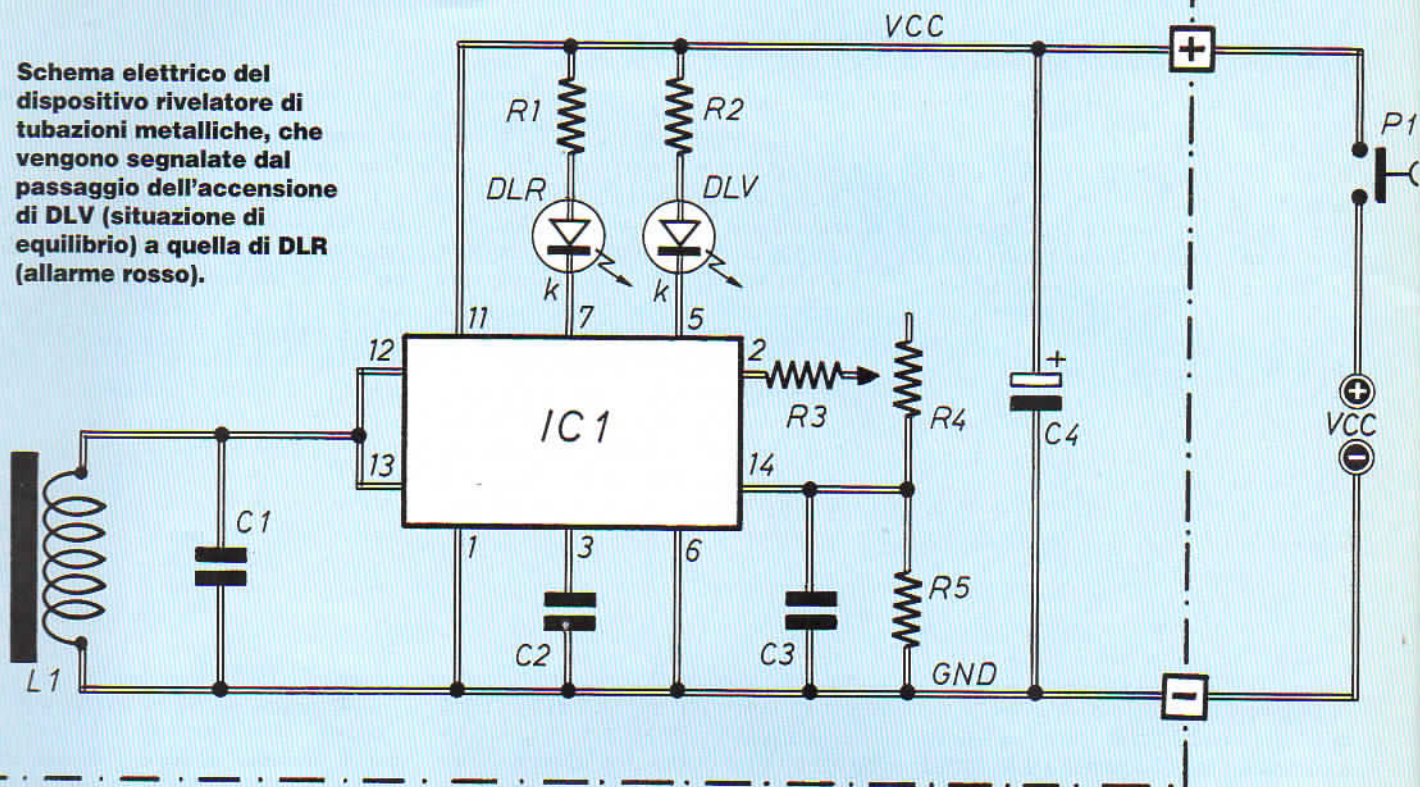 Schema elettrico del
dispositivo rivelatore di
tubazioni metalliche, che
vengono segnalate dal
passaggio dell'accensione
di DLV (situazione di
equilibrio) a quella di DLR
(allarme rosso).
VCC
+
R1
R2
P1
DLR
DLV
k
k
11
7
5
12
2
+
R3
R4
C4
+
VCC
−
IC1
13
14
C1
1
3
6
R5
C2
C3
L1
GND
−